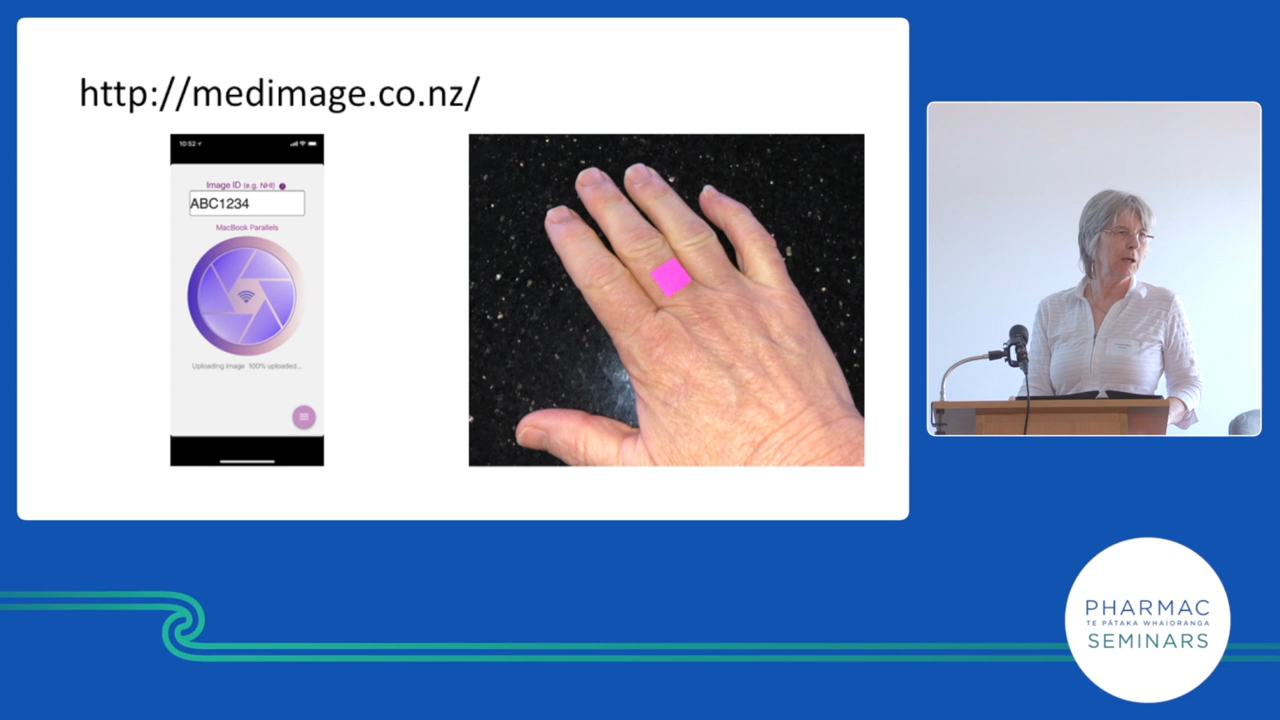 http://medimage.co.nz/
10:52
Image ID (e.g. NHI)
ABC1234
MacBook Parallels
Uploading image 100% uploaded...
PHARMAC
TE PĀTAKA WHAIORANGA
SEMINARS